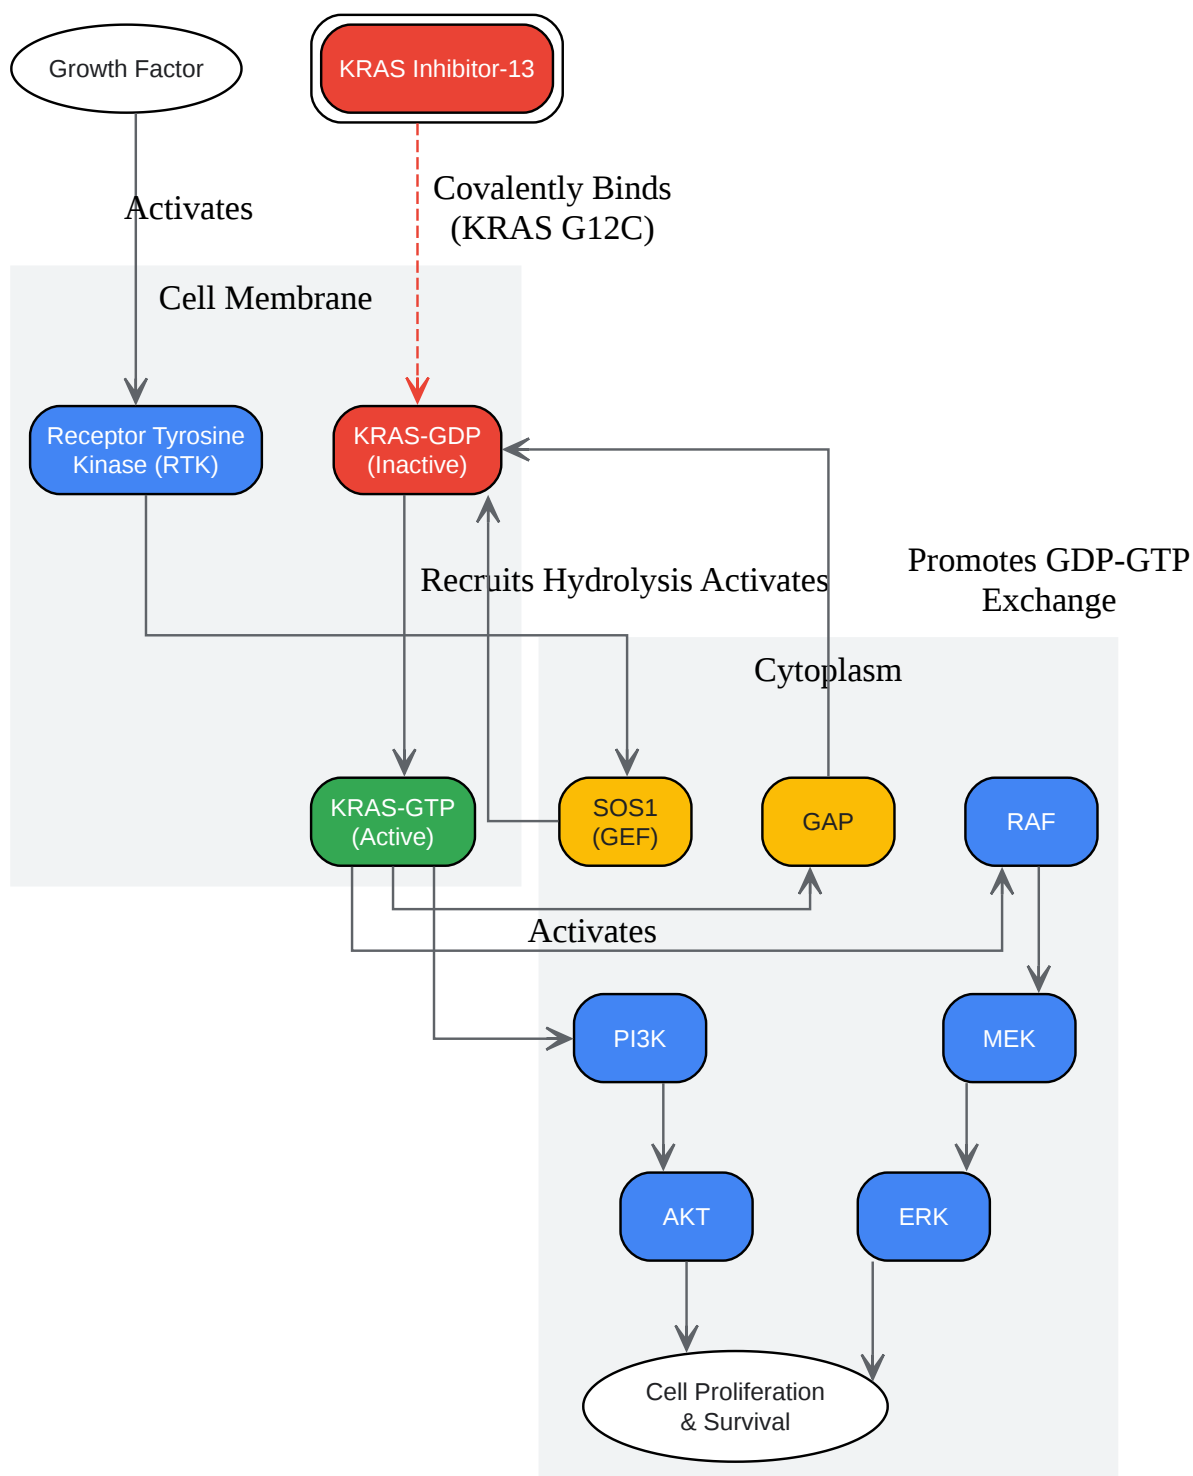 Growth Factor
KRAS Inhibitor-13
Activates
Covalently Binds
(KRAS G12C)
Cell Membrane
Receptor Tyrosine
Kinase (RTK)
KRAS-GDP
(Inactive)
Recruits Hydrolysis Activates
Promotes GDP-GTP
Exchange
Cytoplasm
KRAS-GTP
(Active)
SOS1
(GEF)
GAP
RAF
Activates
PI3K
MEK
AKT
ERK
Cell Proliferation
& Survival